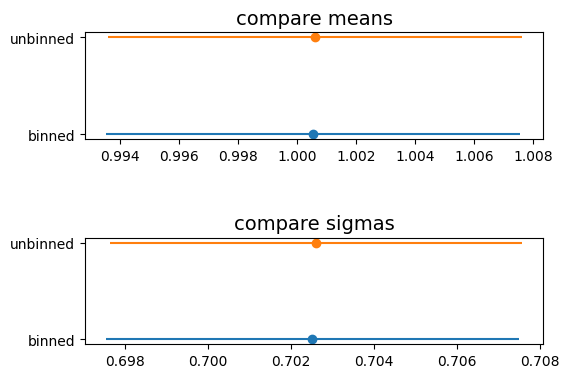 compare means
unbinned
binned
0.994 0.996 0.998 1.000 1.002 1.004 1.006 1.008
compare sigmas
unbinned
binned
0.698 0.700 0.702 0.704 0.706 0.708